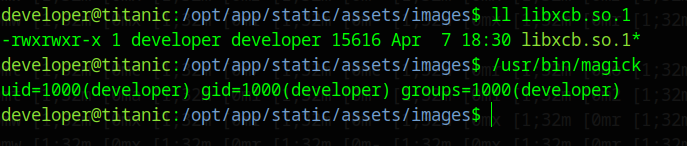 developer@titanic:/opt/app/static/assets/images$ ll libxcb.so.1
-rwxrwxr-x 1 developer developer 15616 Apr  7 18:30 libxcb.so.1*
developer@titanic:/opt/app/static/assets/images$ /usr/bin/magick
uid=1000(developer) gid=1000(developer) groups=1000(developer)
developer@titanic:/opt/app/static/assets/images$